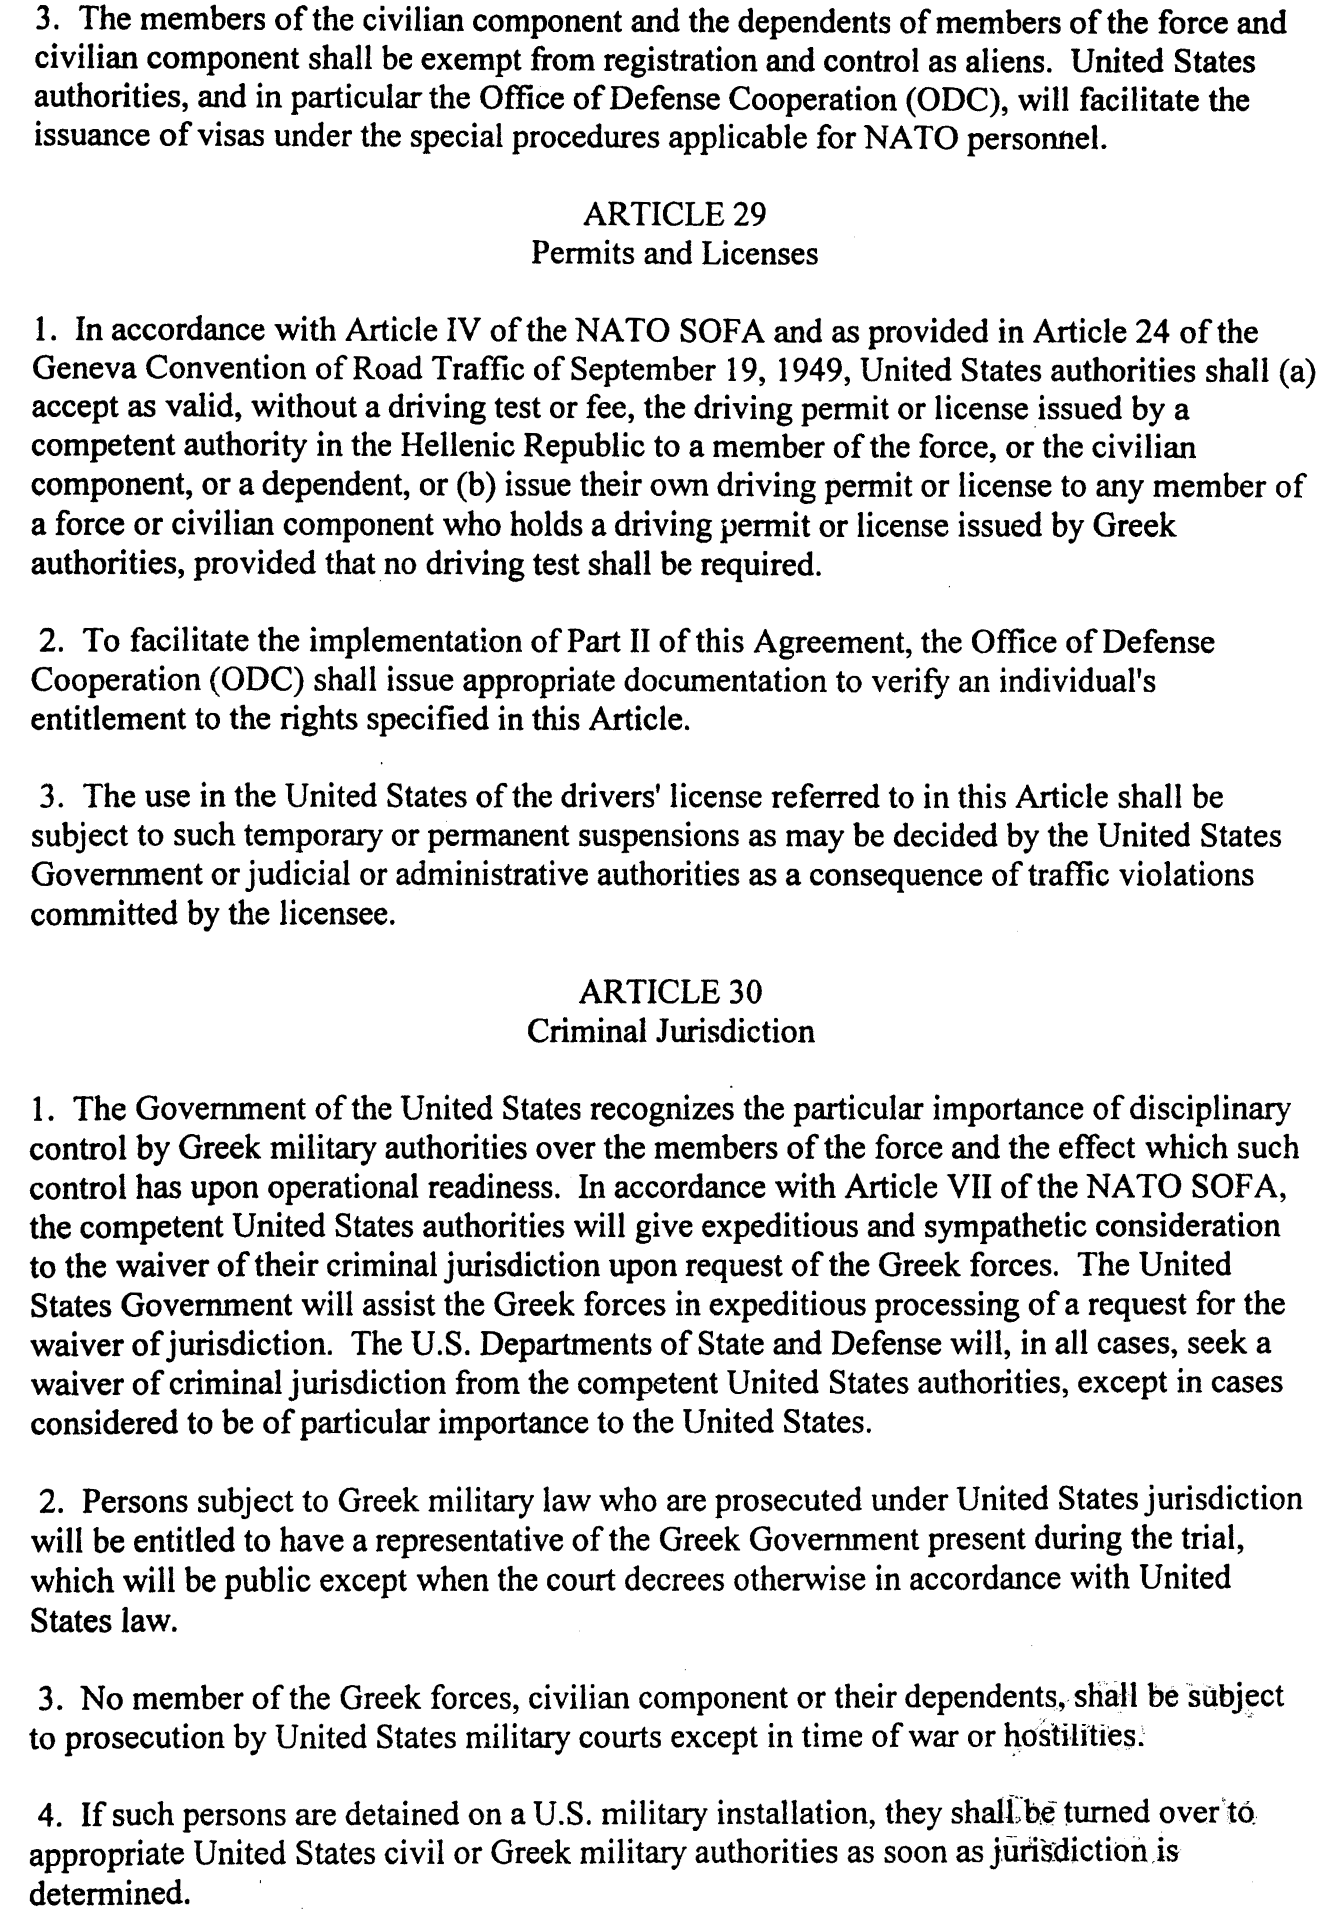 3. The members of the civilian component and the dependents of members of the force and
civilian component shall be exempt from registration and control as aliens. United States
authorities, and in particular the Office of Defense Cooperation (ODC), will facilitate the
issuance of visas under the special procedures applicable for NATO personnel.
ARTICLE 29
Permits and Licenses
1. In accordance with Article IV of the NATO SOFA and as provided in Article 24 of the
Geneva Convention of Road Traffic of September 19, 1949, United States authorities shall (a)
accept as valid, without a driving test or fee, the driving permit or license issued by a
competent authority in the Hellenic Republic to a member of the force, or the civilian
component, or a dependent, or (b) issue their own driving permit or license to any member of
a force or civilian component who holds a driving permit or license issued by Greek
authorities, provided that no driving test shall be required.
2. To facilitate the implementation of Part II of this Agreement, the Office of Defense
Cooperation (ODC) shall issue appropriate documentation to verify an individual's
entitlement to the rights specified in this Article.
3. The use in the United States of the drivers' license referred to in this Article shall be
subject to such temporary or permanent suspensions as may be decided by the United States
Government or judicial or administrative authorities as a consequence of traffic violations
committed by the licensee.
ARTICLE 30
Criminal Jurisdiction
1. The Government of the United States recognizes the particular importance of disciplinary
control by Greek military authorities over the members of the force and the effect which such
control has upon operational readiness. In accordance with Article VII of the NATO SOFA,
the competent United States authorities will give expeditious and sympathetic consideration
to the waiver of their criminal jurisdiction upon request of the Greek forces. The United
States Government will assist the Greek forces in expeditious processing of a request for the
waiver of jurisdiction. The U.S. Departments of State and Defense will, in all cases, seek a
waiver of criminal jurisdiction from the competent United States authorities, except in cases
considered to be of particular importance to the United States.
2. Persons subject to Greek military law who are prosecuted under United States jurisdiction
will be entitled to have a representative of the Greek Government present during the trial,
which will be public except when the court decrees otherwise in accordance with United
States law.
3. No member of the Greek forces, civilian component or their dependents, shall be subject
to prosecution by United States military courts except in time of war or hostilities.
4. If such persons are detained on a U.S. military installation, they shall be turned over to
appropriate United States civil or Greek military authorities as soon as jurisdiction is
determined.